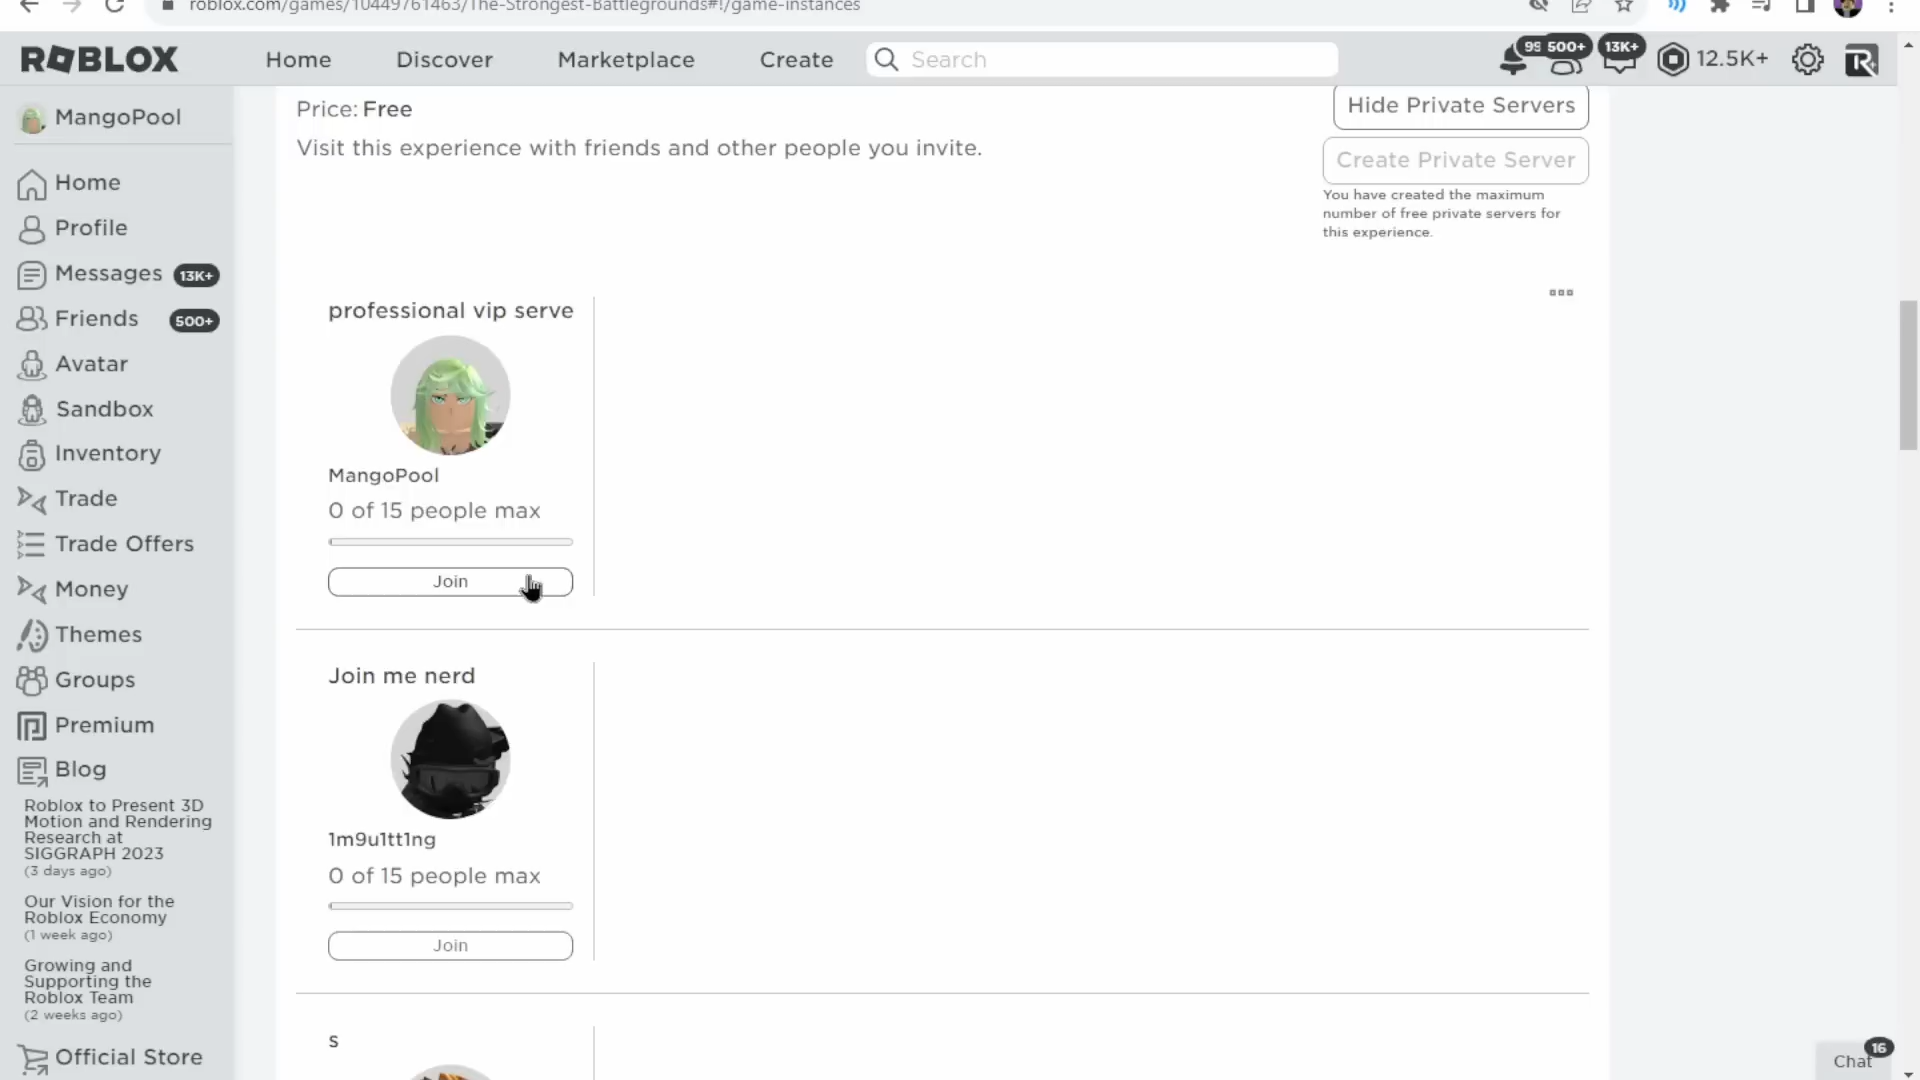 roblox.com/games/10449761463/The-Strongest-Battlegrounds#!/game-instances
ROBLOX
Home
Discover
Marketplace
Create
Search
99
500+
13K+
12.5K+
MangoPool
Home
Profile
Messages 13K+
Friends 500+
Avatar
Sandbox
Inventory
Trade
Trade Offers
Money
Themes
Groups
Premium
Blog
Roblox to Present 3D
Motion and Rendering
Research at
SIGGRAPH 2023
(3 days ago)
Our Vision for the
Roblox Economy
(1 week ago)
Growing and
Supporting the
Roblox Team
(2 weeks ago)
Official Store
Price: Free
Visit this experience with friends and other people you invite.
Hide Private Servers
Create Private Server
You have created the maximum
number of free private servers for
this experience.
professional vip serve
MangoPool
0 of 15 people max
Join
Join me nerd
1m9u1tt1ng
0 of 15 people max
Join
s
Chat
16